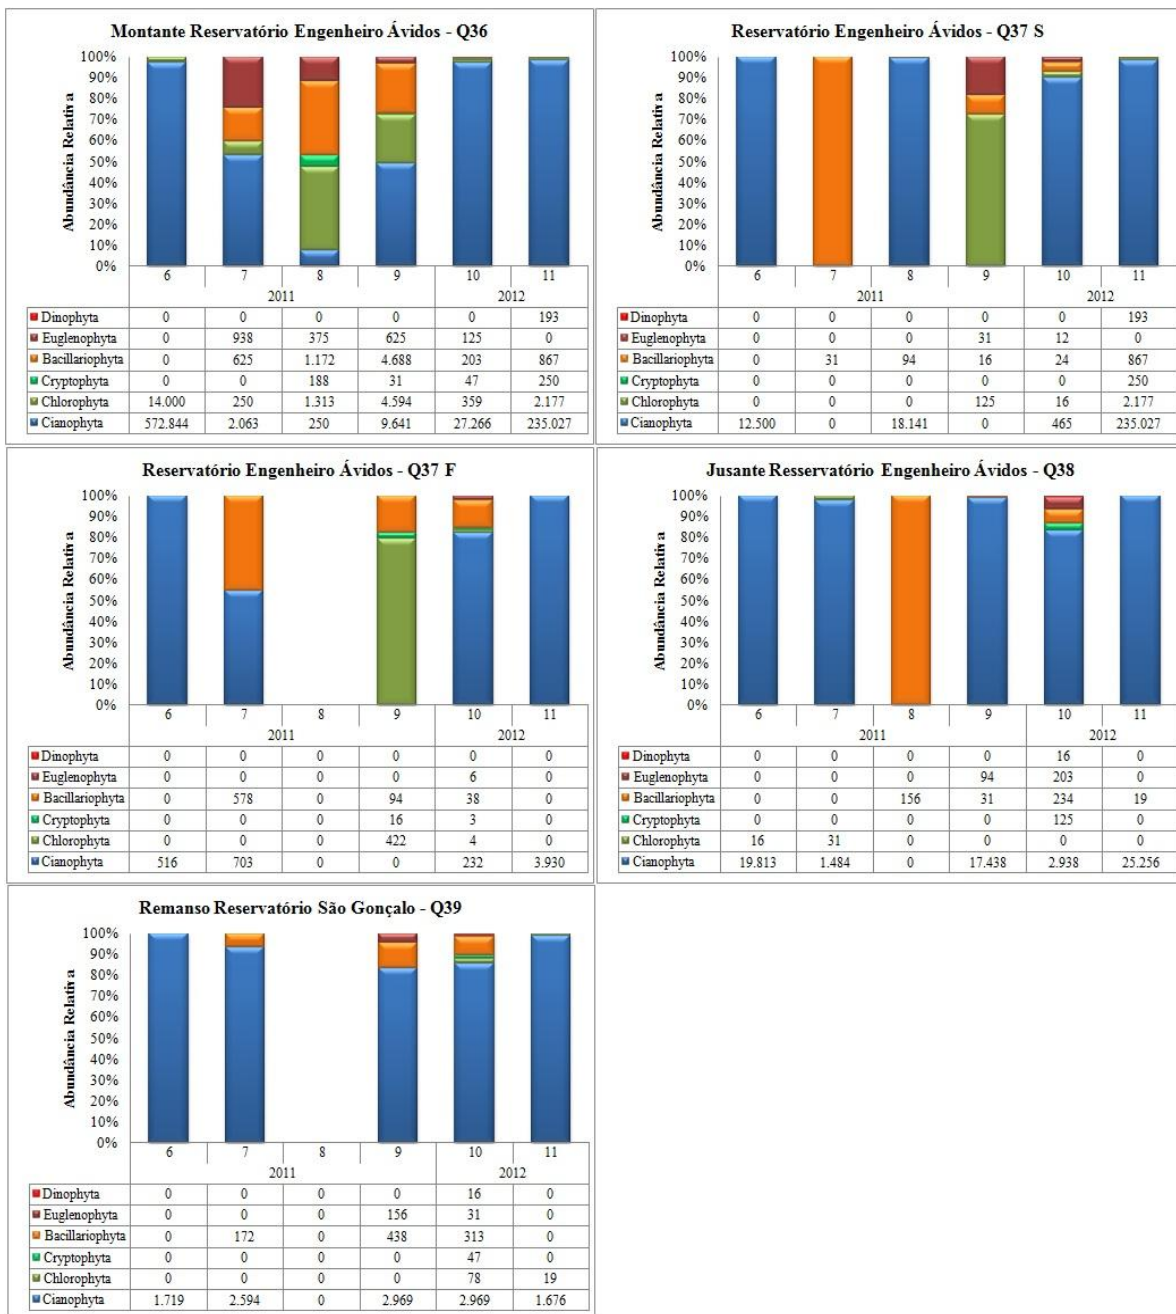 Montante Reservatório Engenheiro Ávidos - Q36
Abundância Relativa
100%
90%
80%
70%
60%
50%
40%
30%
20%
10%
0%
6 7 8 9 10 11
2011 2012
Dinophyta 0 0 0 0 0 193
Euglenophyta 0 938 375 625 125 0
Bacillariophyta 0 625 1.172 4.688 203 867
Cryptophyta 0 0 188 31 47 250
Chlorophyta 14.000 250 1.313 4.594 359 2.177
Cianophyta 572.844 2.063 250 9.641 27.266 235.027
Reservatório Engenheiro Ávidos - Q37 S
Abundância Relativa
100%
90%
80%
70%
60%
50%
40%
30%
20%
10%
0%
6 7 8 9 10 11
2011 2012
Dinophyta 0 0 0 0 0 193
Euglenophyta 0 0 0 31 12 0
Bacillariophyta 0 31 94 16 24 867
Cryptophyta 0 0 0 0 0 250
Chlorophyta 0 0 0 125 16 2.177
Cianophyta 12.500 0 18.141 0 465 235.027
Reservatório Engenheiro Ávidos - Q37 F
Abundância Relativa
100%
90%
80%
70%
60%
50%
40%
30%
20%
10%
0%
6 7 8 9 10 11
2011 2012
Dinophyta 0 0 0 0 0 0
Euglenophyta 0 0 0 0 6 0
Bacillariophyta 0 578 0 94 38 0
Cryptophyta 0 0 0 16 3 0
Chlorophyta 0 0 0 422 4 0
Cianophyta 516 703 0 0 232 3.930
Jusante Resservatório Engenheiro Ávidos - Q38
Abundância Relativa
100%
90%
80%
70%
60%
50%
40%
30%
20%
10%
0%
6 7 8 9 10 11
2011 2012
Dinophyta 0 0 0 0 16 0
Euglenophyta 0 0 0 94 203 0
Bacillariophyta 0 0 156 31 234 19
Cryptophyta 0 0 0 0 125 0
Chlorophyta 16 31 0 0 0 0
Cianophyta 19.813 1.484 0 17.438 2.938 25.256
Remanso Reservatório São Gonçalo - Q39
Abundância Relativa
100%
90%
80%
70%
60%
50%
40%
30%
20%
10%
0%
6 7 8 9 10 11
2011 2012
Dinophyta 0 0 0 0 16 0
Euglenophyta 0 0 0 156 31 0
Bacillariophyta 0 172 0 438 313 0
Cryptophyta 0 0 0 0 47 0
Chlorophyta 0 0 0 0 78 19
Cianophyta 1.719 2.594 0 2.969 2.969 1.676